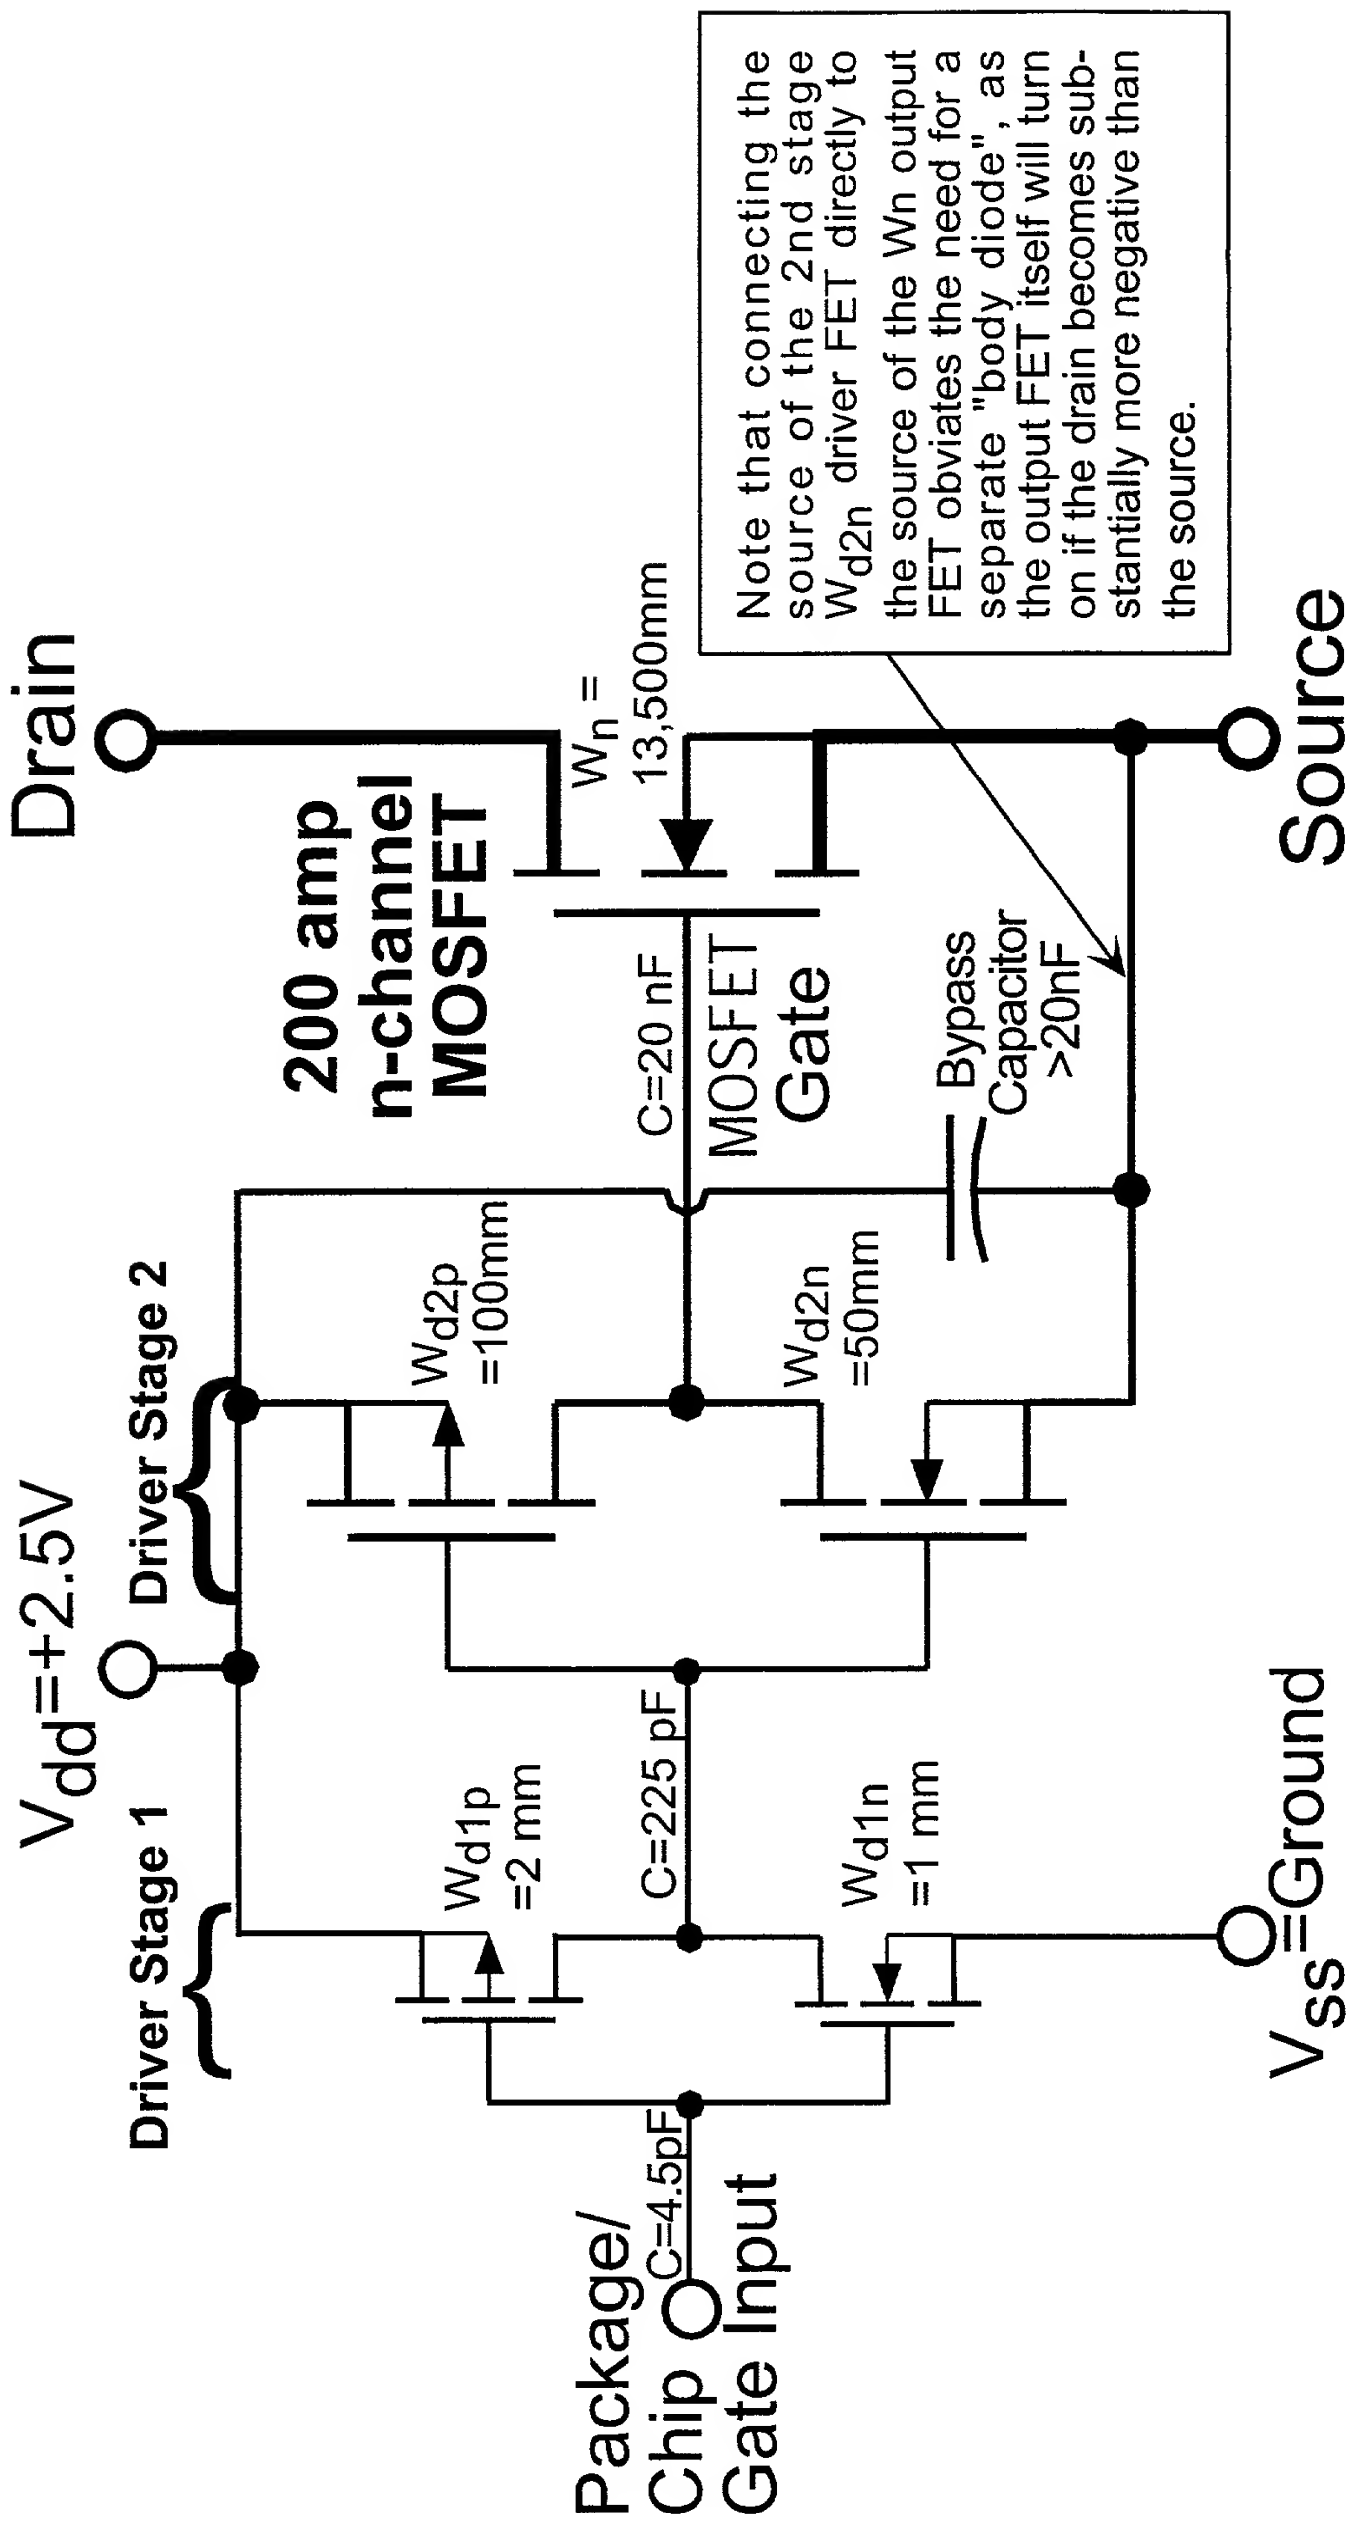 Package/
Chip
Gate Input
C=4.5pF
Driver Stage 1
Wd1p
=2 mm
Wd1n
=1 mm
Vss=Ground
C=225 pF
Vdd=+2.5V
Driver Stage 2
Wd2p
=100mm
Wd2n
=50mm
C=20 nF
MOSFET
Gate
Bypass
Capacitor
>20nF
200 amp
n-channel
MOSFET
Wn =
13,500mm
Drain
Source
Note that connecting the
source of the 2nd stage
Wd2n driver FET directly to
the source of the Wn output
FET obviates the need for a
separate "body diode", as
the output FET itself will turn
on if the drain becomes sub-
stantially more negative than
the source.